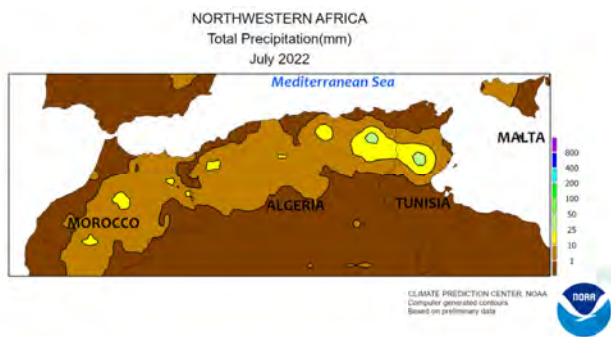 NORTHWESTERN AFRICA
Total Precipitation(mm)
July 2022
Mediterranean Sea
MALTA
MOROCCO
ALGERIA
TUNISIA
800
400
200
100
50
25
10
1
CLIMATE PREDICTION CENTER, NOAA
Computer generated contours
Based on preliminary data
NOAA